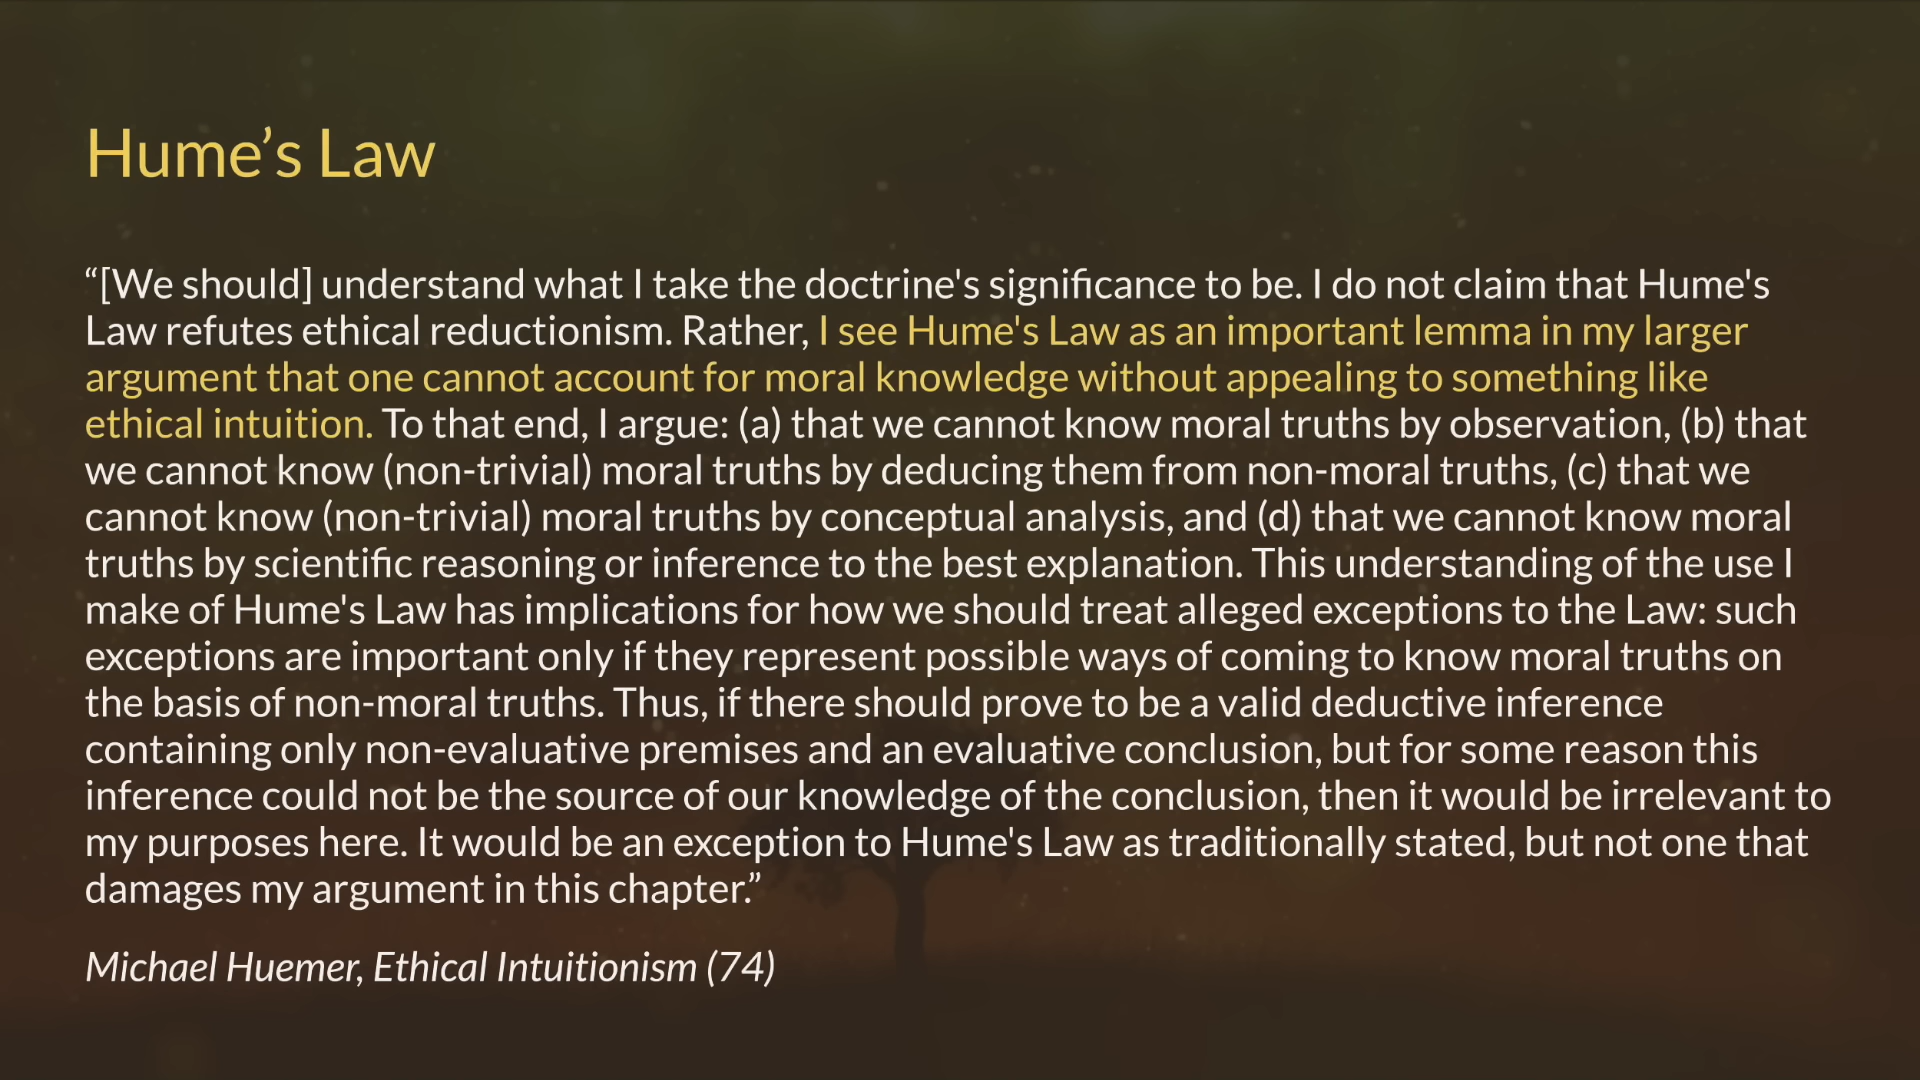 Hume’s Law
“[We should] understand what I take the doctrine's significance to be. I do not claim that Hume's
Law refutes ethical reductionism. Rather, I see Hume's Law as an important lemma in my larger
argument that one cannot account for moral knowledge without appealing to something like
ethical intuition. To that end, I argue: (a) that we cannot know moral truths by observation, (b) that
we cannot know (non-trivial) moral truths by deducing them from non-moral truths, (c) that we
cannot know (non-trivial) moral truths by conceptual analysis, and (d) that we cannot know moral
truths by scientific reasoning or inference to the best explanation. This understanding of the use I
make of Hume's Law has implications for how we should treat alleged exceptions to the Law: such
exceptions are important only if they represent possible ways of coming to know moral truths on
the basis of non-moral truths. Thus, if there should prove to be a valid deductive inference
containing only non-evaluative premises and an evaluative conclusion, but for some reason this
inference could not be the source of our knowledge of the conclusion, then it would be irrelevant to
my purposes here. It would be an exception to Hume's Law as traditionally stated, but not one that
damages my argument in this chapter.”
Michael Huemer, Ethical Intuitionism (74)